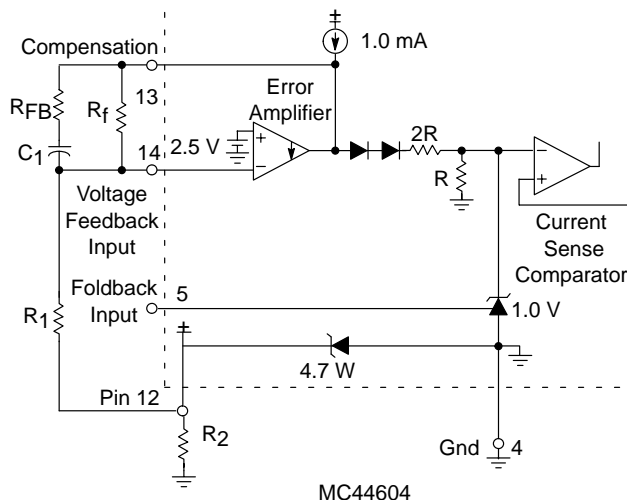 Compensation
1.0 mA
13
RFB
Rf
Error
Amplifier
C1
14
2.5 V
2R
R
Voltage
Feedback
Input
Current
Sense
Comparator
Foldback
Input
5
1.0 V
R1
4.7 W
Pin 12
R2
Gnd
4
MC44604